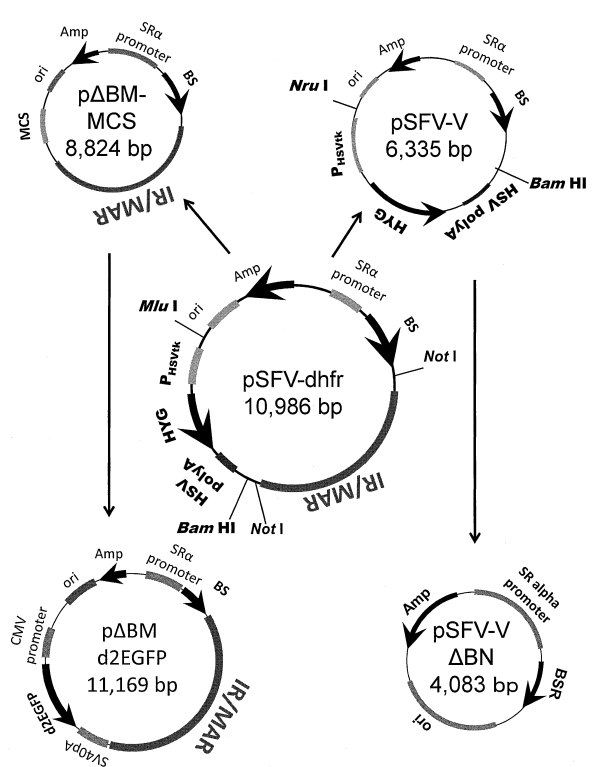 Amp
SRα
promoter
BS
ori
pΔBM-
MCS
8,824 bp
MCS
IR/MAR
Amp
SRα
promoter
BS
ori
Nru I
pSFV-V
6,335 bp
PHSVtk
Bam HI
HSV polyA
HYG
Amp
SRα
promoter
BS
ori
Mlu I
Not I
pSFV-dhfr
10,986 bp
PHSVtk
HYG
HSV
polyA
IR/MAR
Bam HI
Not I
Amp
SRα
promoter
BS
ori
CMV
promoter
pΔBM
d2EGFP
11,169 bp
d2EGFP
SV40pA
IR/MAR
Amp
SR alpha
promoter
pSFV-V
ΔBN
4,083 bp
BSR
ori